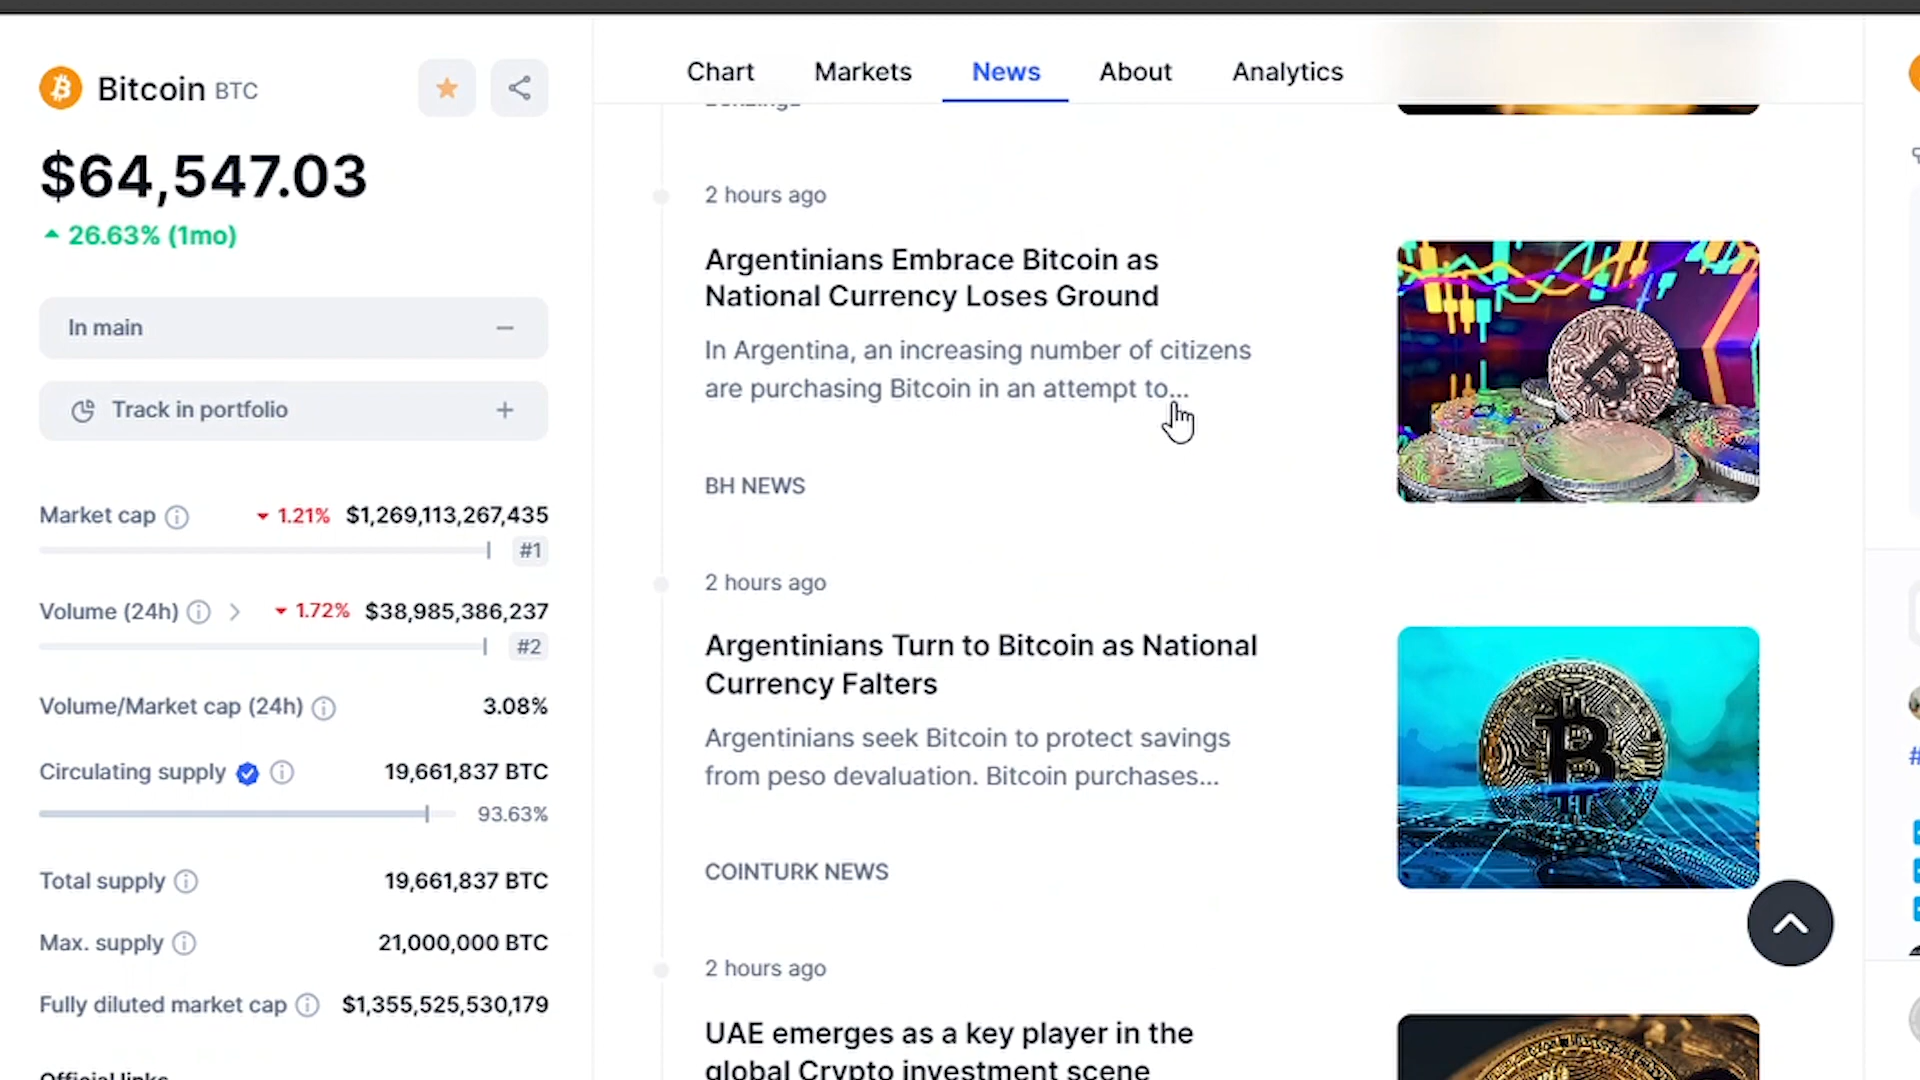 Bitcoin BTC
$64,547.03
26.63% (1mo)
In main
Track in portfolio
Market cap 1.21% $1,269,113,267,435
#1
Volume (24h) 1.72% $38,985,386,237
#2
Volume/Market cap (24h) 3.08%
Circulating supply 19,661,837 BTC
93.63%
Total supply 19,661,837 BTC
Max. supply 21,000,000 BTC
Fully diluted market cap $1,355,525,530,179
Official links
Chart Markets News About Analytics
2 hours ago
Argentinians Embrace Bitcoin as
National Currency Loses Ground
In Argentina, an increasing number of citizens
are purchasing Bitcoin in an attempt to...
BH NEWS
2 hours ago
Argentinians Turn to Bitcoin as National
Currency Falters
Argentinians seek Bitcoin to protect savings
from peso devaluation. Bitcoin purchases...
COINTURK NEWS
2 hours ago
UAE emerges as a key player in the
global Crypto investment scene